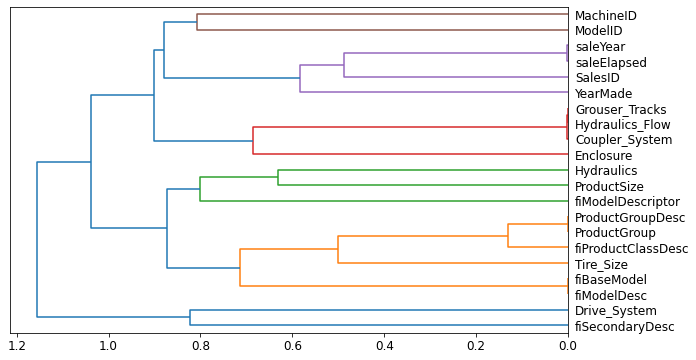 MachineID
ModelID
saleYear
saleElapsed
SalesID
YearMade
Grouser_Tracks
Hydraulics_Flow
Coupler_System
Enclosure
Hydraulics
ProductSize
fiModelDescriptor
ProductGroupDesc
ProductGroup
fiProductClassDesc
Tire_Size
fiBaseModel
fiModelDesc
Drive_System
fiSecondaryDesc
1.2 1.0 0.8 0.6 0.4 0.2 0.0